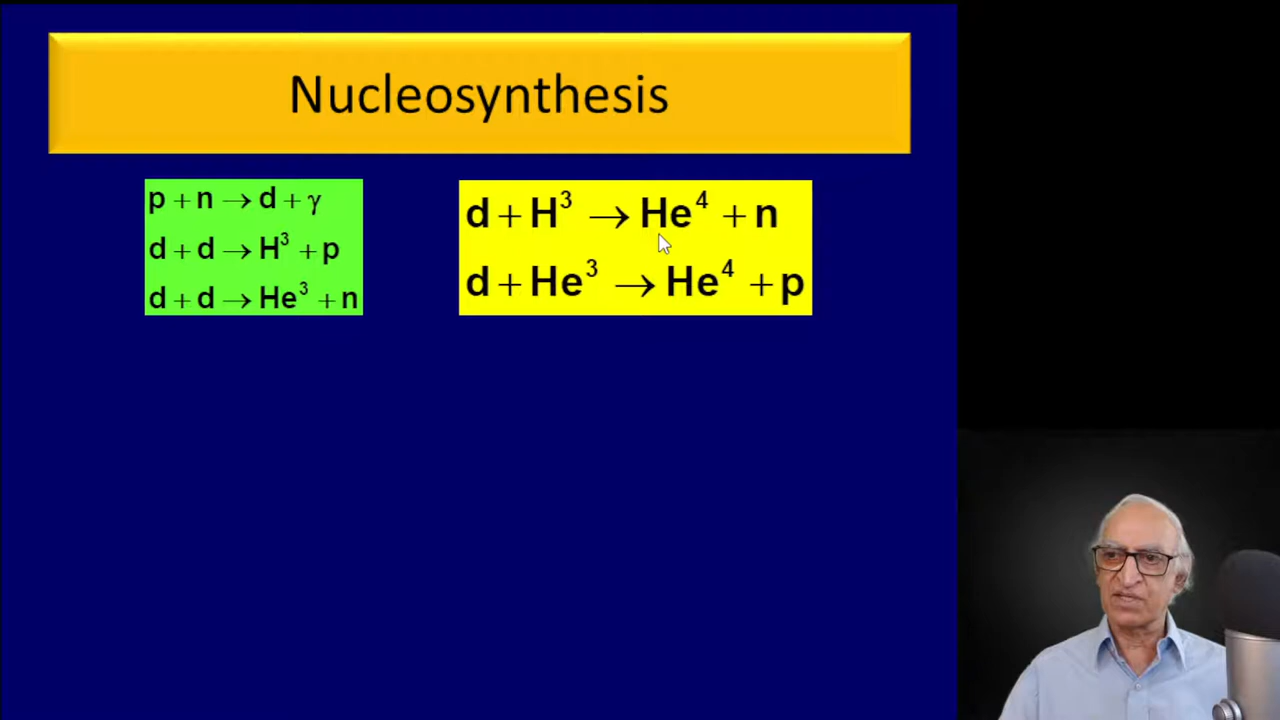 Nucleosynthesis
p + n → d + γ
d + d → H³ + p
d + d → He³ + n
d + H³ → He⁴ + n
d + He³ → He⁴ + p